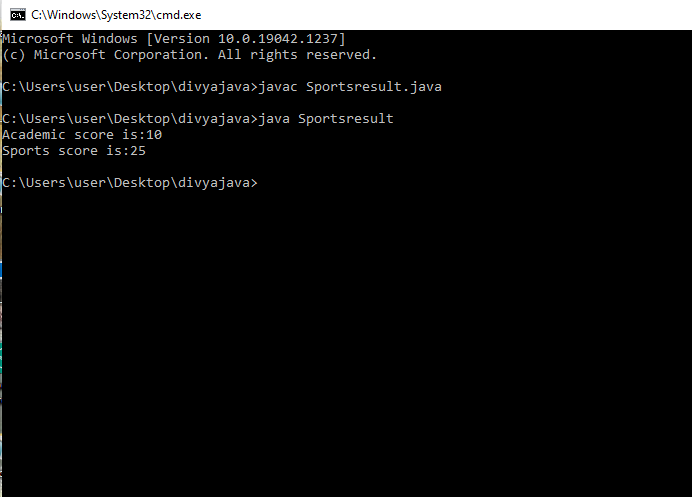 C:\Windows\System32\cmd.exe
Microsoft Windows [Version 10.0.19042.1237]
(c) Microsoft Corporation. All rights reserved.
C:\Users\user\Desktop\divyajava>javac Sportsresult.java
C:\Users\user\Desktop\divyajava>java Sportsresult
Academic score is:10
Sports score is:25
C:\Users\user\Desktop\divyajava>